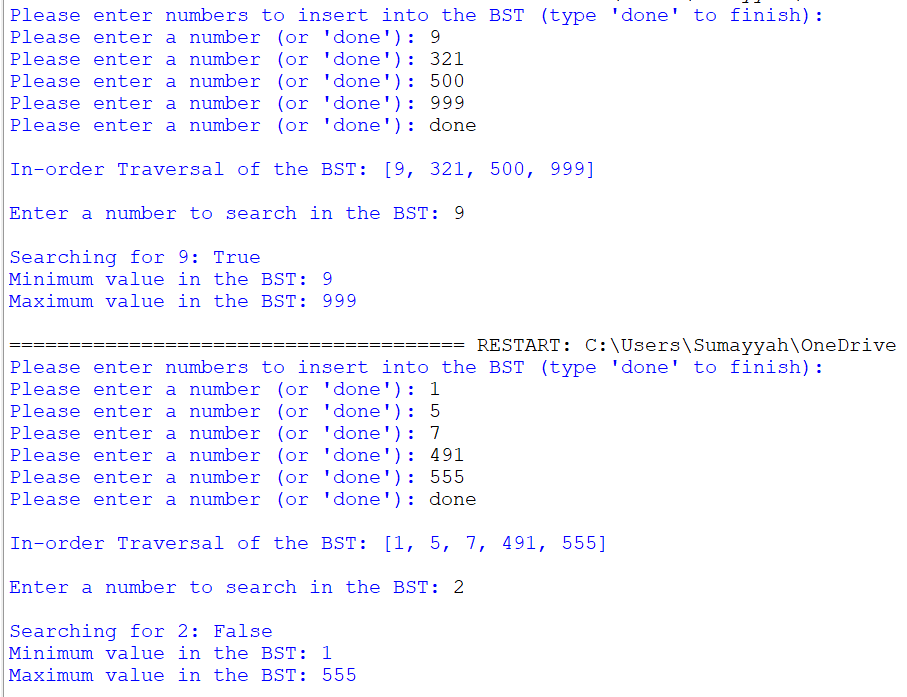 Please enter numbers to insert into the BST (type 'done' to finish):
Please enter a number (or 'done'): 9
Please enter a number (or 'done'): 321
Please enter a number (or 'done'): 500
Please enter a number (or 'done'): 999
Please enter a number (or 'done'): done
In-order Traversal of the BST: [9, 321, 500, 999]
Enter a number to search in the BST: 9
Searching for 9: True
Minimum value in the BST: 9
Maximum value in the BST: 999
====================================== RESTART: C:\Users\Sumayyah\OneDrive
Please enter numbers to insert into the BST (type 'done' to finish):
Please enter a number (or 'done'): 1
Please enter a number (or 'done'): 5
Please enter a number (or 'done'): 7
Please enter a number (or 'done'): 491
Please enter a number (or 'done'): 555
Please enter a number (or 'done'): done
In-order Traversal of the BST: [1, 5, 7, 491, 555]
Enter a number to search in the BST: 2
Searching for 2: False
Minimum value in the BST: 1
Maximum value in the BST: 555